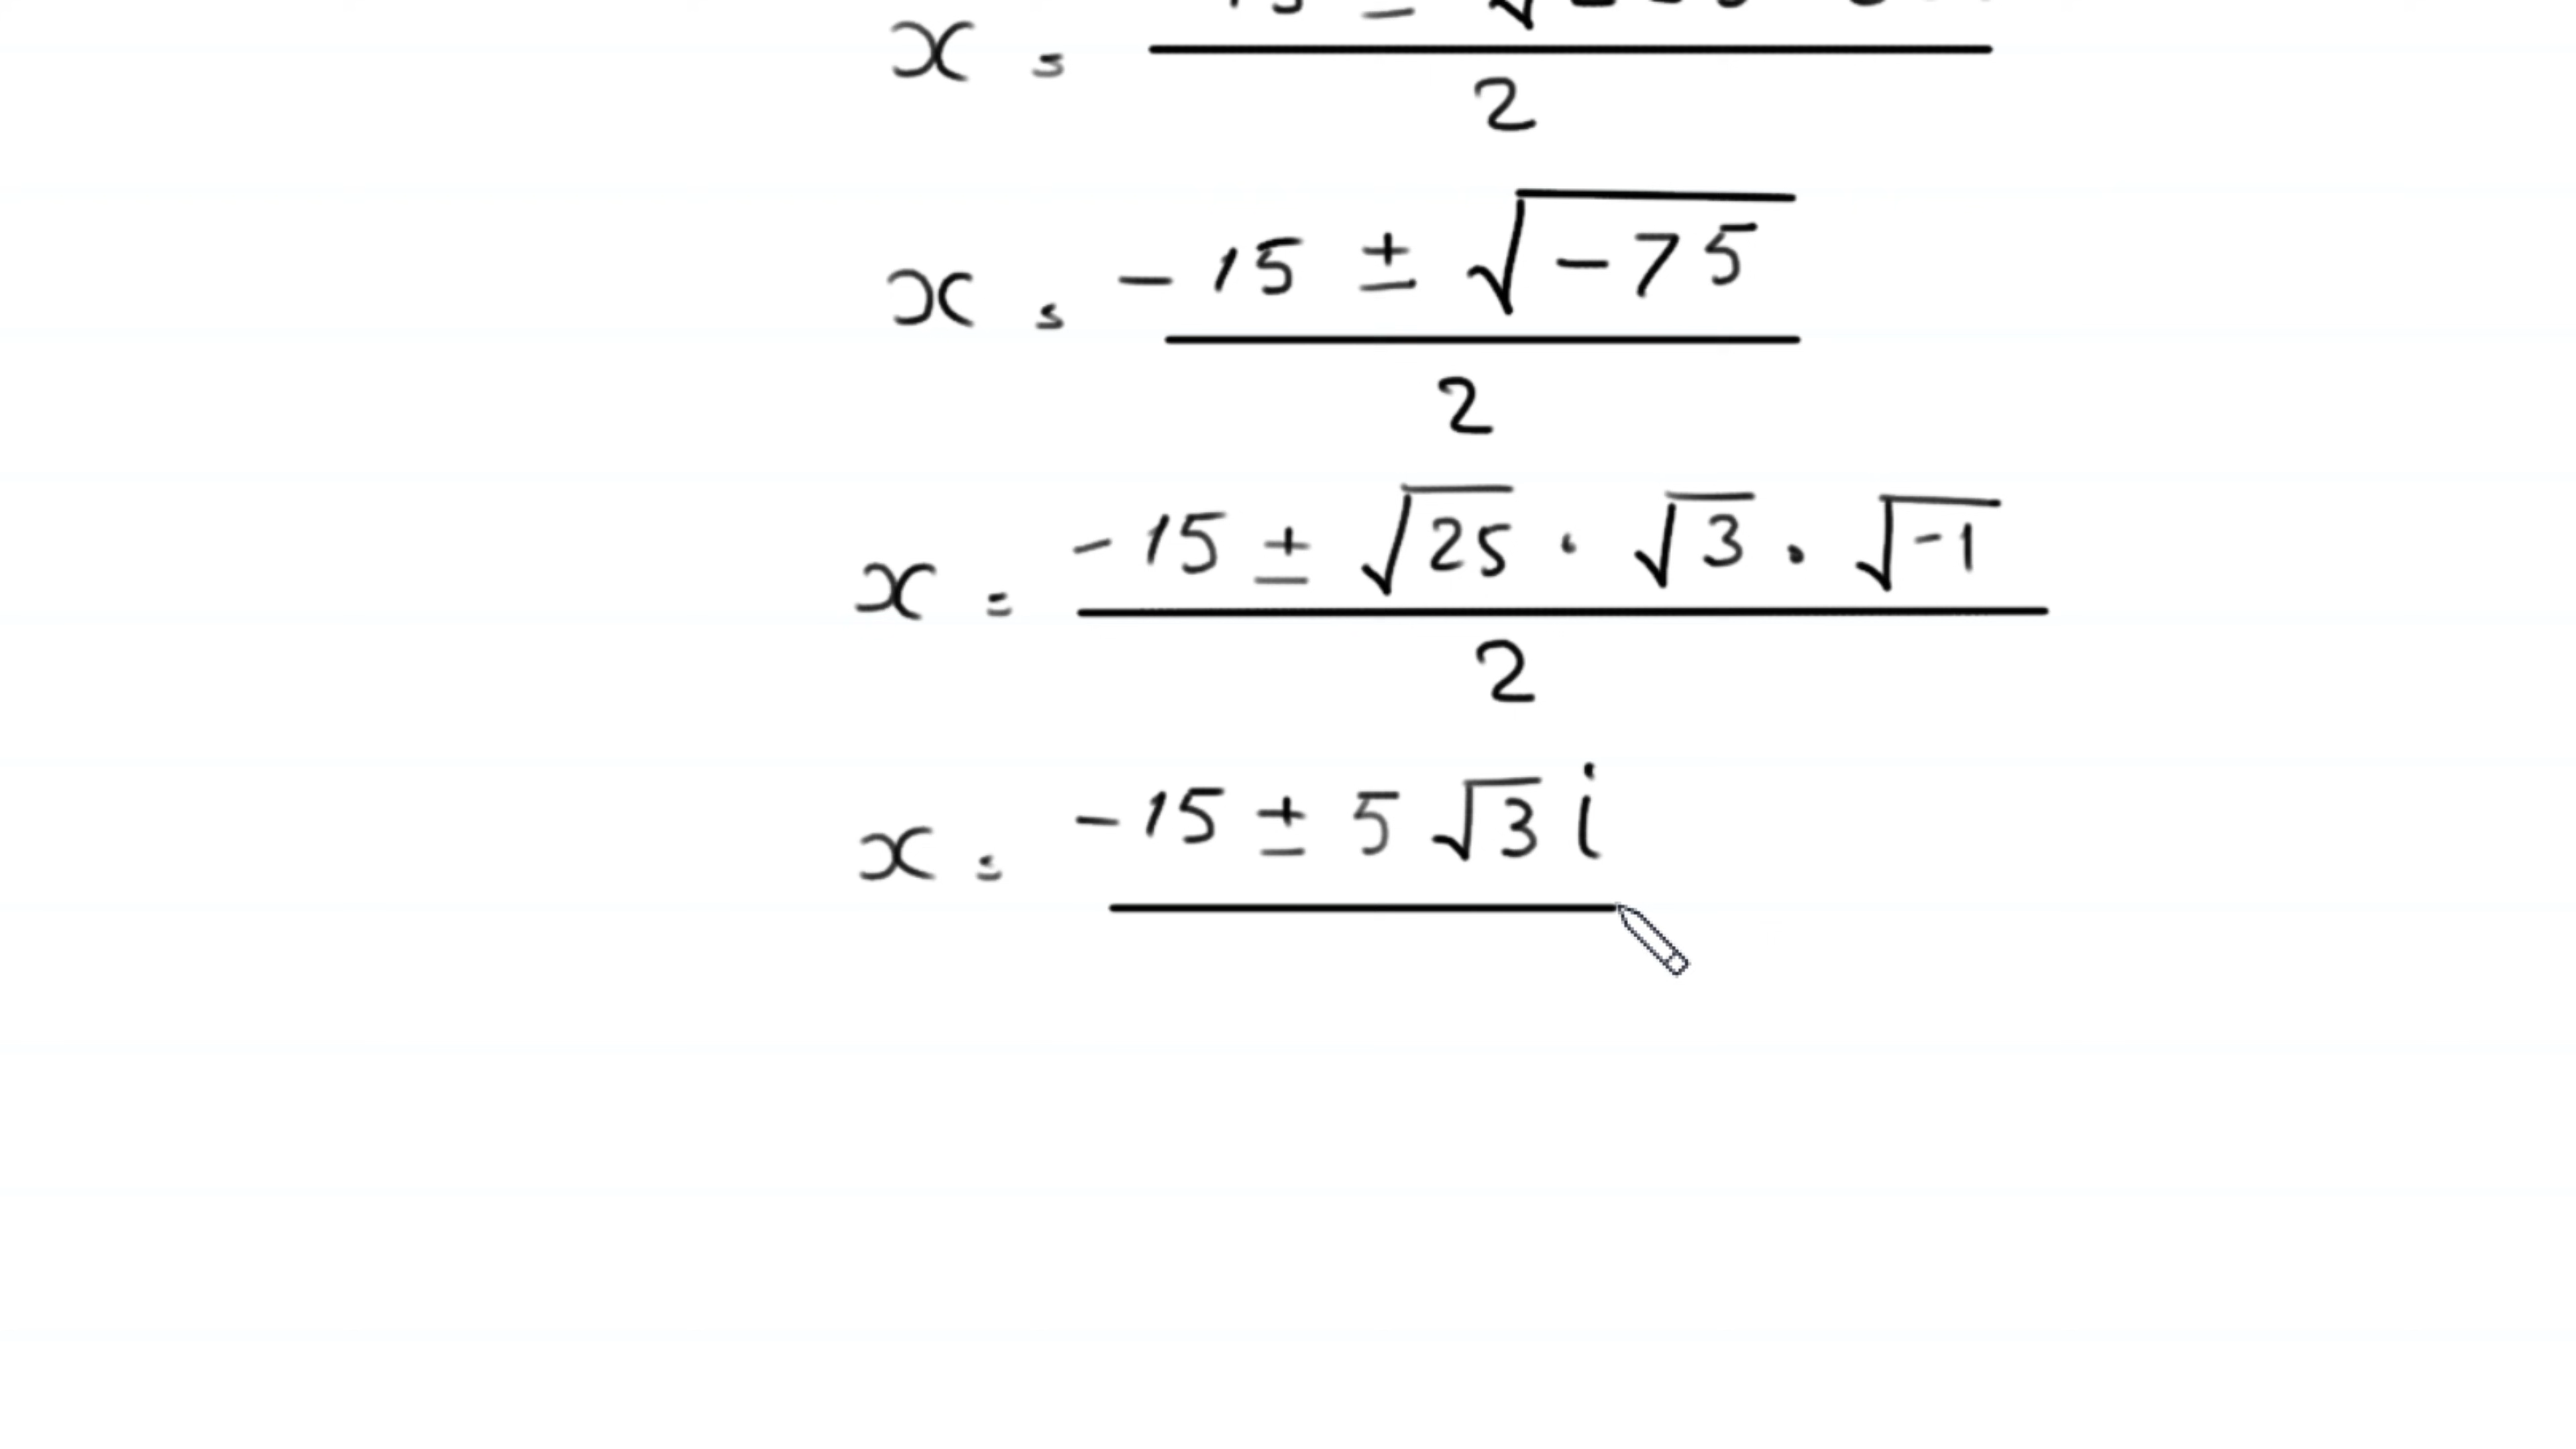 x = ――― / 2
x = (-15 ± √-75) / 2
x = (-15 ± √25 · √3 · √-1) / 2
x = -15 ± 5√3 i